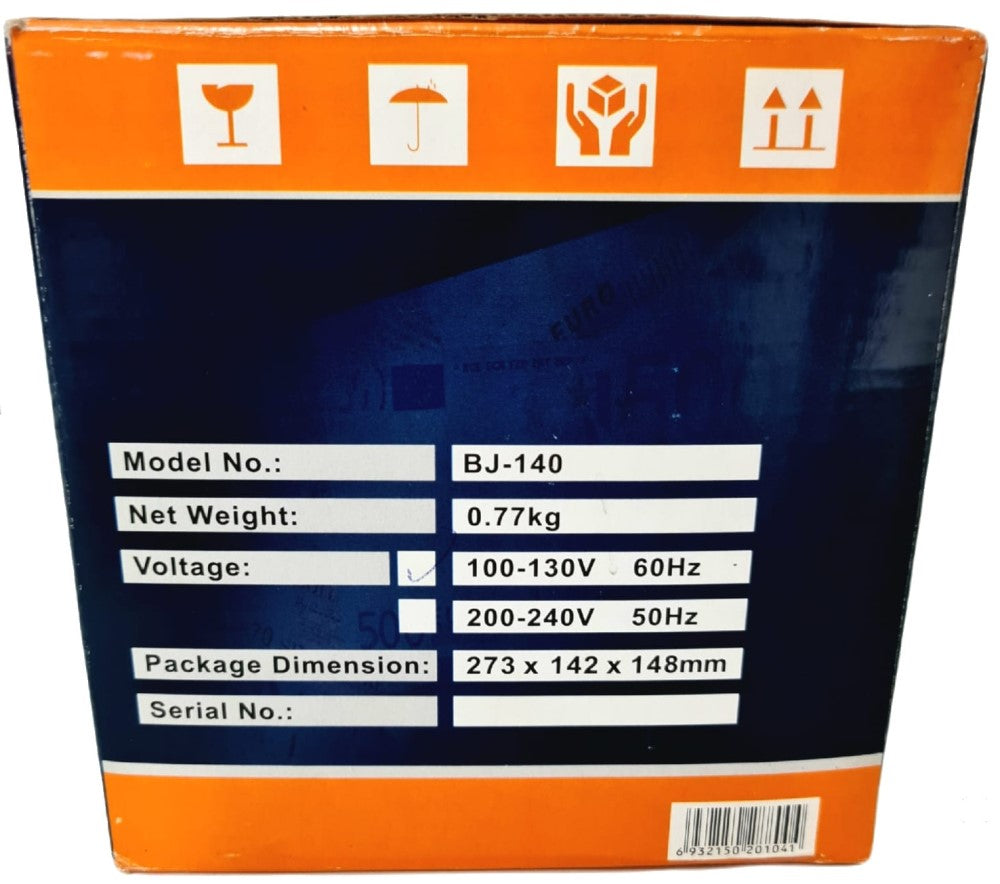 EURO
Model No.: BJ-140
Net Weight: 0.77kg
Voltage: 100-130V 60Hz
200-240V 50Hz
Package Dimension: 273 x 142 x 148mm
Serial No.:
6 932150 201041